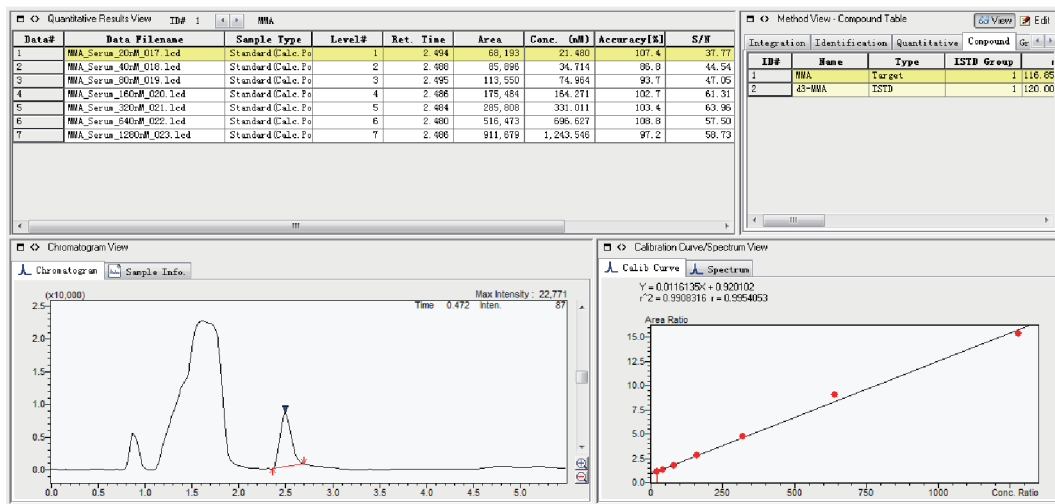 Quantitative Results View ID# 1 MMA
Data# Data Filename Sample Type Level# Ret. Time Area Conc. (nM) Accuracy[%] S/N
1 MMA_Serum_20nM_017.lcd Standard(Calc.Po 1 2.494 68,193 21.480 107.4 37.77
2 MMA_Serum_40nM_018.lcd Standard(Calc.Po 2 2.488 85,896 34.714 86.8 44.54
3 MMA_Serum_80nM_019.lcd Standard(Calc.Po 3 2.495 113,550 74.964 93.7 47.05
4 MMA_Serum_160nM_020.lcd Standard(Calc.Po 4 2.486 175,484 164.271 102.7 61.31
5 MMA_Serum_320nM_021.lcd Standard(Calc.Po 5 2.484 285,808 331.011 103.4 63.96
6 MMA_Serum_640nM_022.lcd Standard(Calc.Po 6 2.480 516,473 696.627 108.8 57.50
7 MMA_Serum_1280nM_023.lcd Standard(Calc.Po 7 2.486 911,879 1,243.546 97.2 58.73
Method View - Compound Table View Edit
Integration Identification Quantitative Compound Gr
ID# Name Type ISTD Group
1 MMA Target 1 116.85
2 d3-MMA ISTD 1 120.00
Chromatogram View
Chromatogram Sample Info.
(x10,000) Max Intensity : 22,771
Time 0.472 Inten. 87
2.5
2.0
1.5
1.0
0.5
0.0
0.0 0.5 1.0 1.5 2.0 2.5 3.0 3.5 4.0 4.5 5.0
Calibration Curve/Spectrum View
Calib Curve Spectrum
Y = 0.0116135X + 0.920102
r^2 = 0.9908316 r = 0.9954053
Area Ratio
15.0
12.5
10.0
7.5
5.0
2.5
0.0
0 250 500 750 1000 Conc. Ratio